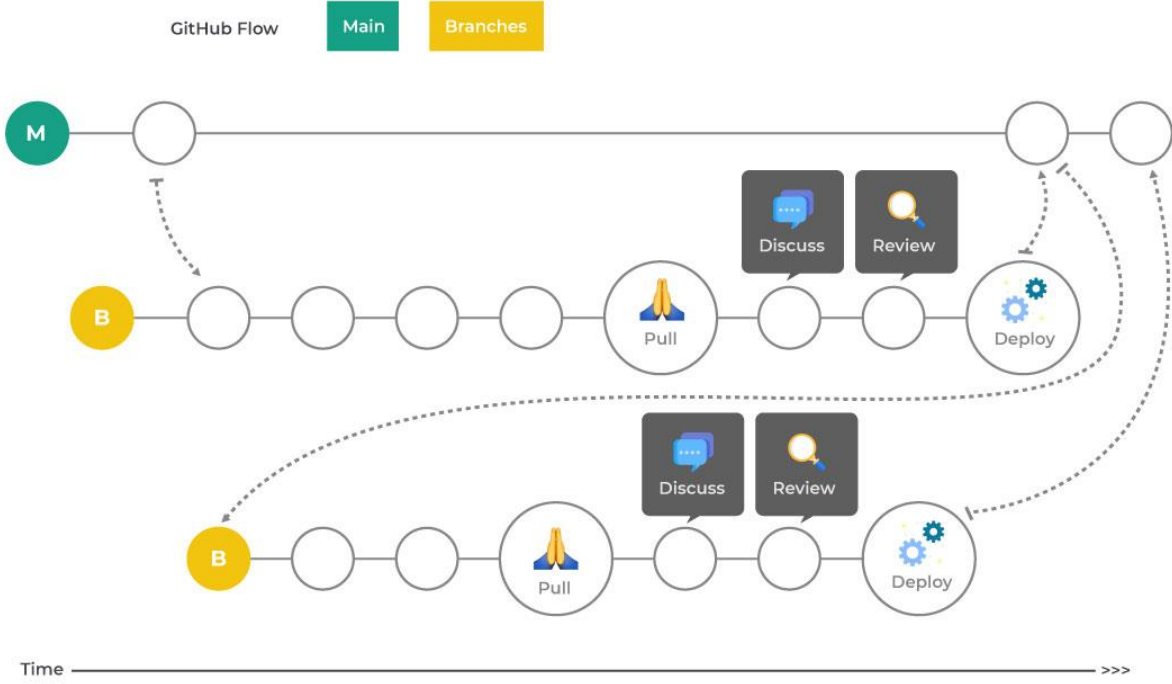 GitHub Flow
Main
Branches
M
Discuss
Review
B
Pull
Deploy
Discuss
Review
B
Pull
Deploy
Time >>>